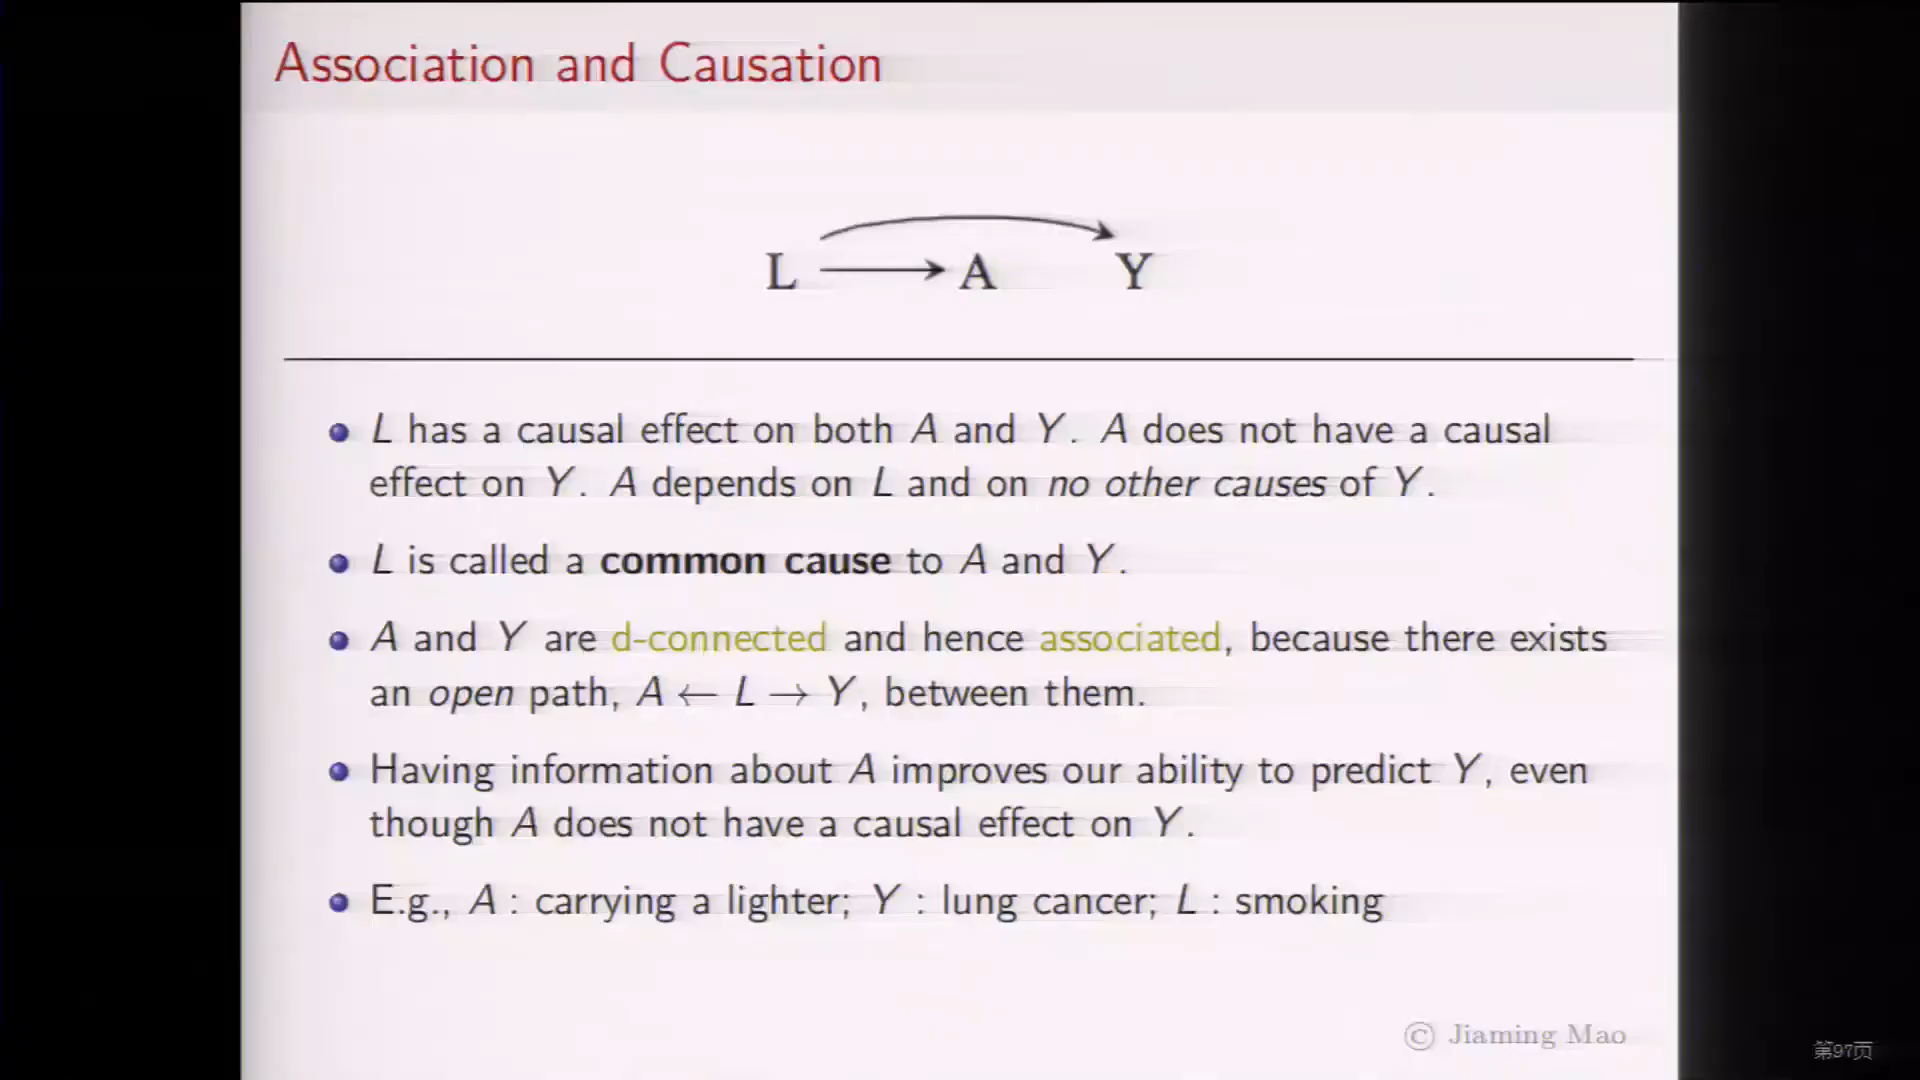 Association and Causation
L → A Y
L has a causal effect on both A and Y. A does not have a causal
effect on Y. A depends on L and on no other causes of Y.
L is called a common cause to A and Y.
A and Y are d-connected and hence associated, because there exists
an open path, A ← L → Y, between them.
Having information about A improves our ability to predict Y, even
though A does not have a causal effect on Y.
E.g., A : carrying a lighter; Y : lung cancer; L : smoking
© Jiaming Mao
第97页